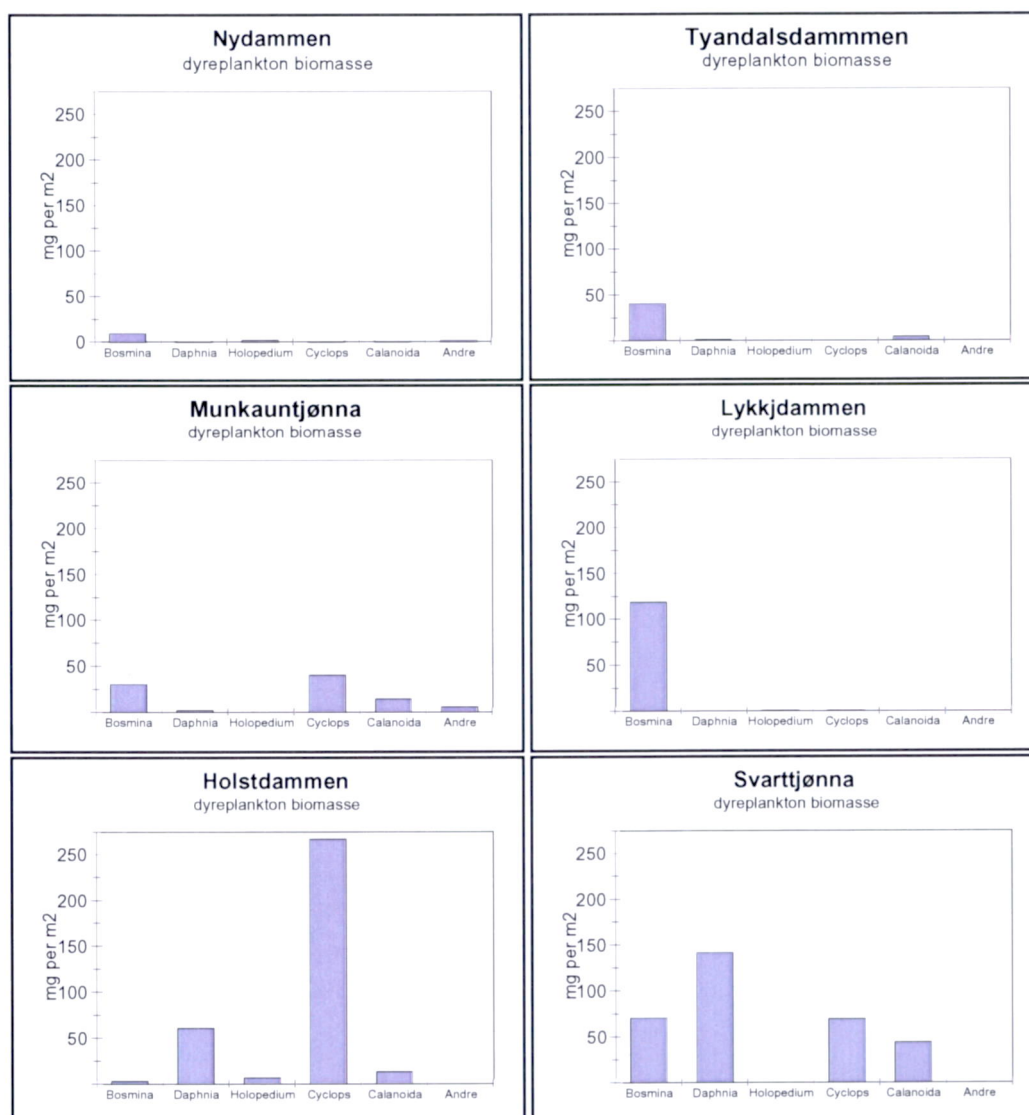 Nydammen
dyreplankton biomasse
mg per m2
250
200
150
100
50
0
Bosmina Daphnia Holopedium Cyclops Calanoida Andre
Tyandalsdammmen
dyreplankton biomasse
mg per m2
250
200
150
100
50
Bosmina Daphnia Holopedium Cyclops Calanoida Andre
Munkauntjønna
dyreplankton biomasse
mg per m2
250
200
150
100
50
Bosmina Daphnia Holopedium Cyclops Calanoida Andre
Lykkjdammen
dyreplankton biomasse
mg per m2
250
200
150
100
50
Bosmina Daphnia Holopedium Cyclops Calanoida Andre
Holstdammen
dyreplankton biomasse
mg per m2
250
200
150
100
50
Bosmina Daphnia Holopedium Cyclops Calanoida Andre
Svarttjønna
dyreplankton biomasse
mg per m2
250
200
150
100
50
Bosmina Daphnia Holopedium Cyclops Calanoida Andre